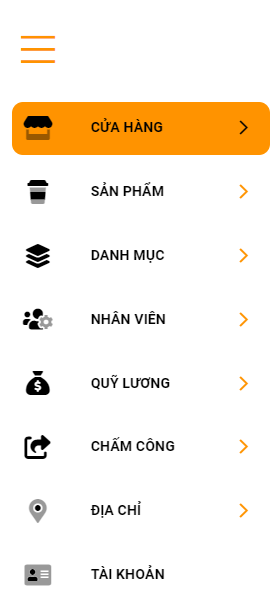 CỬA HÀNG
SẢN PHẨM
DANH MỤC
NHÂN VIÊN
QUỸ LƯƠNG
CHẤM CÔNG
ĐỊA CHỈ
TÀI KHOẢN